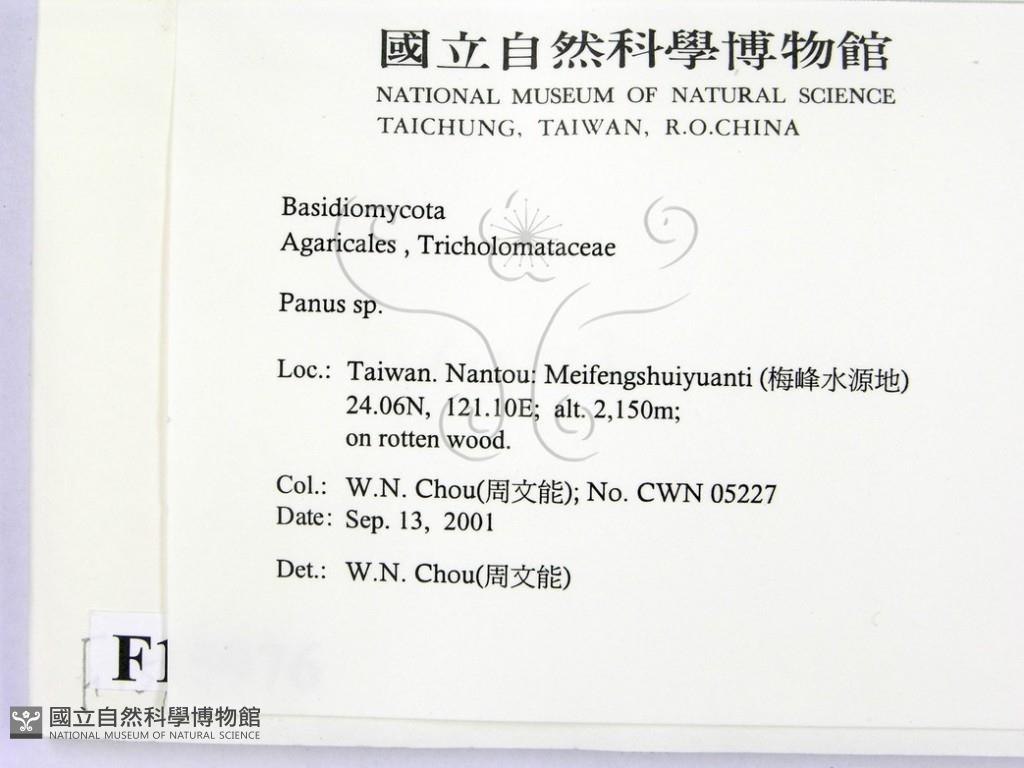 國立自然科學博物館
NATIONAL MUSEUM OF NATURAL SCIENCE
TAICHUNG, TAIWAN, R.O.CHINA
Basidiomycota
Agaricales , Tricholomataceae
Panus sp.
Loc.: Taiwan. Nantou: Meifengshuiyuanti (梅峰水源地)
24.06N, 121.10E; alt. 2,150m;
on rotten wood.
Col.: W.N. Chou(周文能); No. CWN 05227
Date: Sep. 13, 2001
Det.: W.N. Chou(周文能)
F1
國立自然科學博物館
NATIONAL MUSEUM OF NATURAL SCIENCE